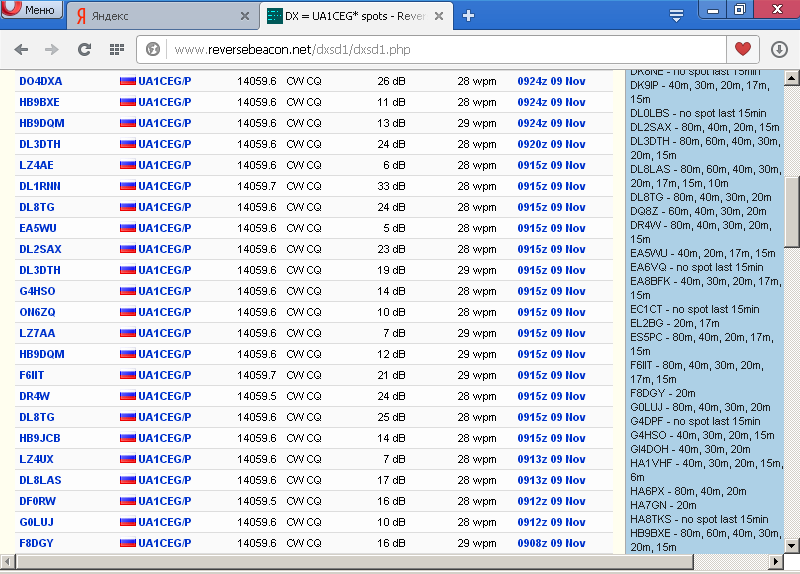 Меню
Яндекс
DX = UA1CEG* spots - Rever
www.reversebeacon.net/dxsd1/dxsd1.php
DO4DXA UA1CEG/P 14059.6 CW CQ 26 dB 28 wpm 0924z 09 Nov
HB9BXE UA1CEG/P 14059.6 CW CQ 11 dB 28 wpm 0924z 09 Nov
HB9DQM UA1CEG/P 14059.6 CW CQ 13 dB 29 wpm 0924z 09 Nov
DL3DTH UA1CEG/P 14059.6 CW CQ 24 dB 28 wpm 0920z 09 Nov
LZ4AE UA1CEG/P 14059.6 CW CQ 6 dB 28 wpm 0915z 09 Nov
DL1RNN UA1CEG/P 14059.7 CW CQ 33 dB 28 wpm 0915z 09 Nov
DL8TG UA1CEG/P 14059.6 CW CQ 24 dB 28 wpm 0915z 09 Nov
EA5WU UA1CEG/P 14059.6 CW CQ 5 dB 28 wpm 0915z 09 Nov
DL2SAX UA1CEG/P 14059.6 CW CQ 23 dB 28 wpm 0915z 09 Nov
DL3DTH UA1CEG/P 14059.6 CW CQ 19 dB 29 wpm 0915z 09 Nov
G4HSO UA1CEG/P 14059.6 CW CQ 14 dB 28 wpm 0915z 09 Nov
ON6ZQ UA1CEG/P 14059.6 CW CQ 10 dB 28 wpm 0915z 09 Nov
LZ7AA UA1CEG/P 14059.6 CW CQ 7 dB 29 wpm 0915z 09 Nov
HB9DQM UA1CEG/P 14059.6 CW CQ 12 dB 29 wpm 0915z 09 Nov
F6IIT UA1CEG/P 14059.7 CW CQ 21 dB 29 wpm 0915z 09 Nov
DR4W UA1CEG/P 14059.5 CW CQ 24 dB 28 wpm 0915z 09 Nov
DL8TG UA1CEG/P 14059.6 CW CQ 25 dB 28 wpm 0915z 09 Nov
HB9JCB UA1CEG/P 14059.6 CW CQ 14 dB 28 wpm 0915z 09 Nov
LZ4UX UA1CEG/P 14059.6 CW CQ 7 dB 28 wpm 0913z 09 Nov
DL8LAS UA1CEG/P 14059.6 CW CQ 17 dB 28 wpm 0913z 09 Nov
DF0RW UA1CEG/P 14059.5 CW CQ 16 dB 28 wpm 0912z 09 Nov
G0LUJ UA1CEG/P 14059.6 CW CQ 10 dB 28 wpm 0912z 09 Nov
F8DGY UA1CEG/P 14059.6 CW CQ 16 dB 29 wpm 0908z 09 Nov
DK8NE - no spot last 15min
DK9IP - 40m, 30m, 20m, 17m,
15m
DL0LBS - no spot last 15min
DL2SAX - 80m, 40m, 20m, 15m
DL3DTH - 80m, 60m, 40m, 30m,
20m, 15m
DL8LAS - 80m, 60m, 40m, 30m,
20m, 17m, 15m, 10m
DL8TG - 80m, 40m, 30m, 20m
DQ8Z - 60m, 40m, 30m, 20m
DR4W - 80m, 40m, 30m, 20m,
15m
EA5WU - 40m, 20m, 17m, 15m
EA6VQ - no spot last 15min
EA8BFK - 40m, 30m, 20m, 17m,
15m
EC1CT - no spot last 15min
EL2BG - 20m, 17m
ES5PC - 80m, 40m, 20m, 17m,
15m
F6IIT - 80m, 40m, 30m, 20m,
17m, 15m
F8DGY - 20m
G0LUJ - 80m, 40m, 30m, 20m
G4DPF - no spot last 15min
G4HSO - 40m, 30m, 20m, 15m
GI4DOH - 40m, 30m, 20m
HA1VHF - 40m, 30m, 20m, 15m,
6m
HA6PX - 80m, 40m, 20m
HA7GN - 20m
HA8TKS - no spot last 15min
HB9BXE - 80m, 60m, 40m, 30m,
20m, 15m